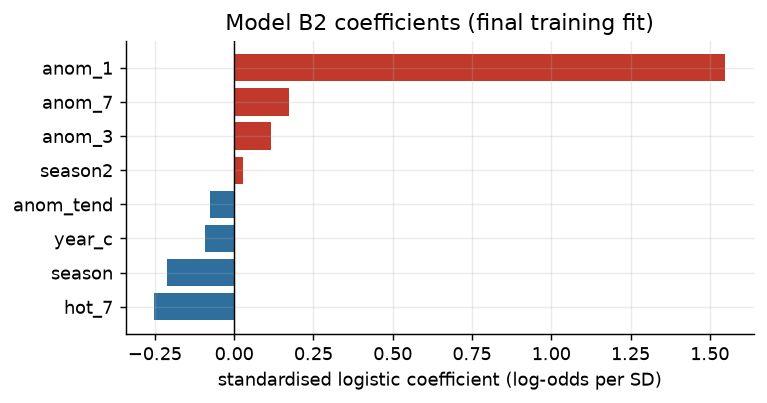 Model B2 coefficients (final training fit)
anom_1
anom_7
anom_3
season2
anom_tend
year_c
season
hot_7
−0.25 0.00 0.25 0.50 0.75 1.00 1.25 1.50
standardised logistic coefficient (log-odds per SD)